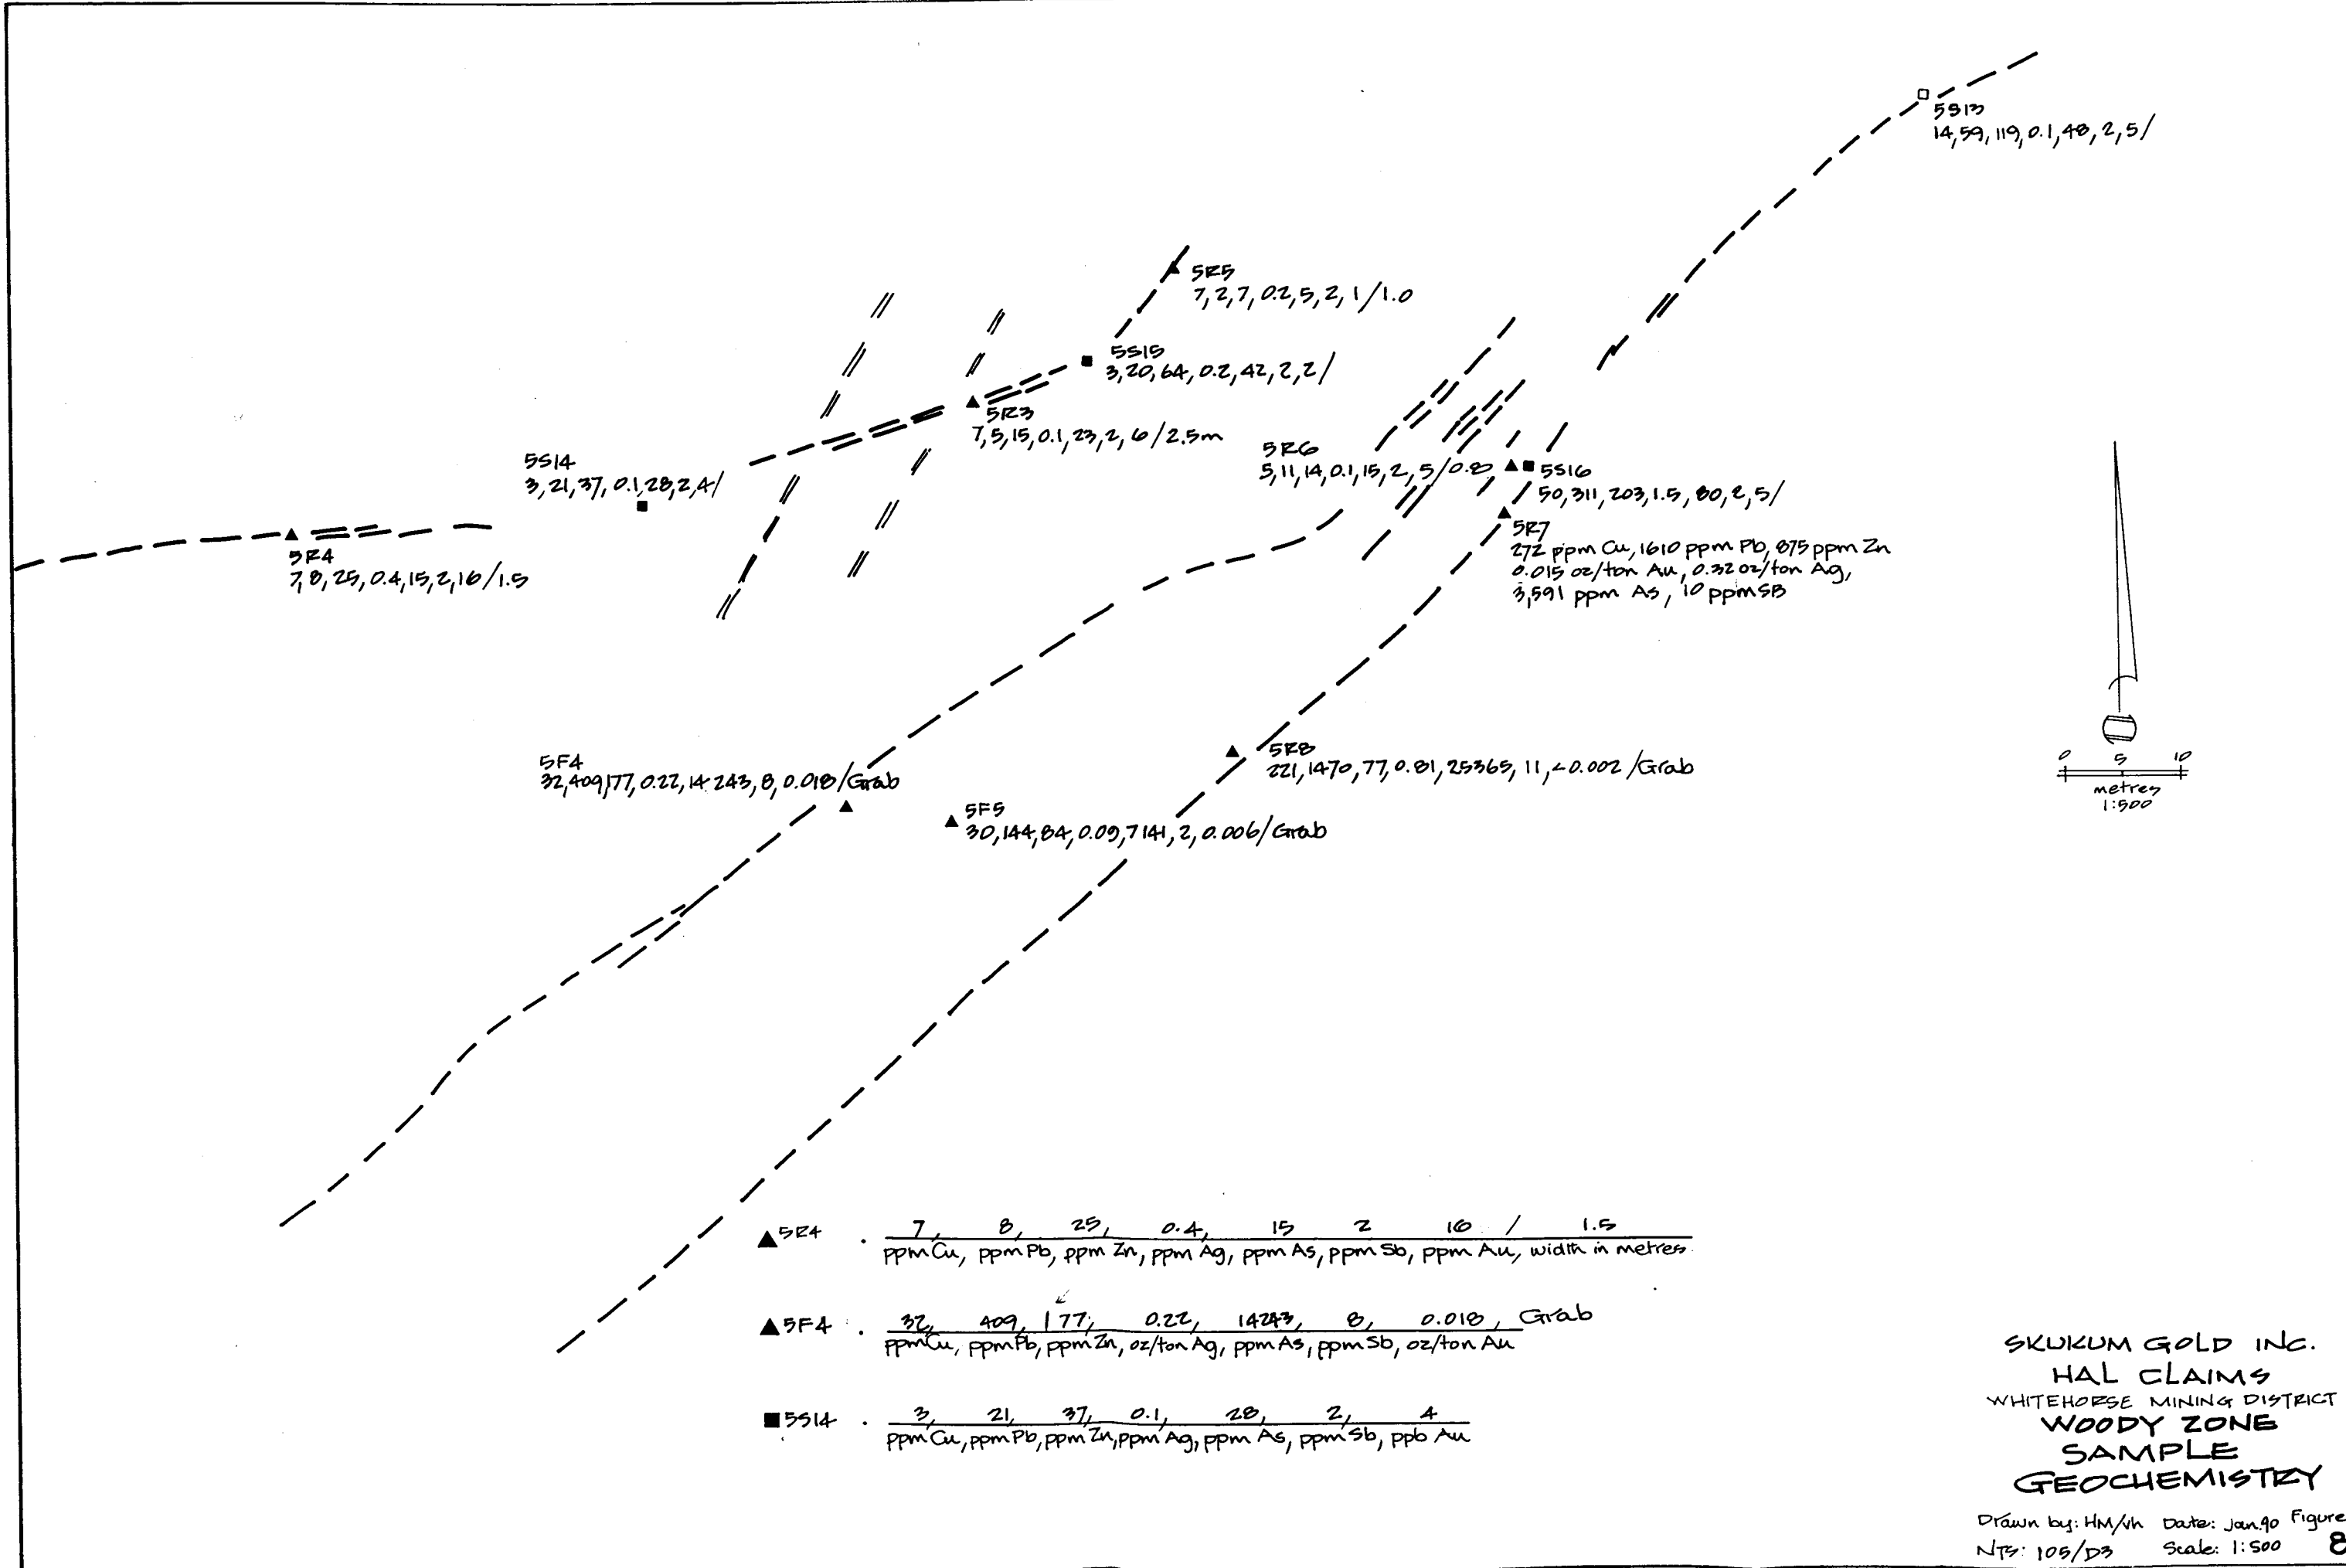 5S13
14,59,119,0.1,48,2,5/
5R5
7,2,7,0.2,5,2,1/1.0
5S15
3,20,64,0.2,42,2,2/
5R3
7,5,15,0.1,23,2,6/2.5m
5S14
3,21,37,0.1,28,2,4/
5R4
7,8,25,0.4,15,2,16/1.5
5R6
5,11,14,0.1,15,2,5/0.8
5S16
50,311,203,1.5,80,2,5/
5R7
272 ppm Cu, 1610 ppm Pb, 875 ppm Zn
0.015 oz/ton Au, 0.32 oz/ton Ag,
3,591 ppm As, 10 ppm SB
5F4
32,409,177,0.22,14243,8,0.018/Grab
5R8
221,1470,77,0.81,25365,11,<0.002/Grab
5F5
30,144,84,0.09,7141,2,0.006/Grab
0 5 10
metres
1:500
5R4 . 7, 8, 25, 0.4, 15 2 16 / 1.5
ppm Cu, ppm Pb, ppm Zn, ppm Ag, ppm As, ppm Sb, ppm Au, width in metres
5F4 . 32, 409, 177, 0.22, 14243, 8, 0.018, Grab
ppm Cu, ppm Pb, ppm Zn, oz/ton Ag, ppm As, ppm Sb, oz/ton Au
5S14 . 3, 21, 37, 0.1, 28, 2, 4
ppm Cu, ppm Pb, ppm Zn, ppm Ag, ppm As, ppm Sb, ppb Au
SKUKUM GOLD INC.
HAL CLAIMS
WHITEHORSE MINING DISTRICT
WOODY ZONE
SAMPLE
GEOCHEMISTRY
Drawn by: HM/vh Date: Jan.90 Figure
NTS: 105/D3 Scale: 1:500 8